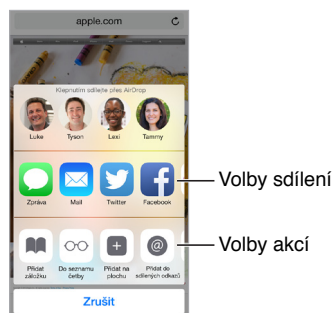 apple.com
Klepnutím sdílejte přes AirDrop
Luke Tyson Lexi Tammy
Zpráva Mail Twitter Facebook
Volby sdílení
Volby akcí
Přidat Do seznamu Přidat na Přidat do
záložku četby plochu sdílených odkazů
Zrušit